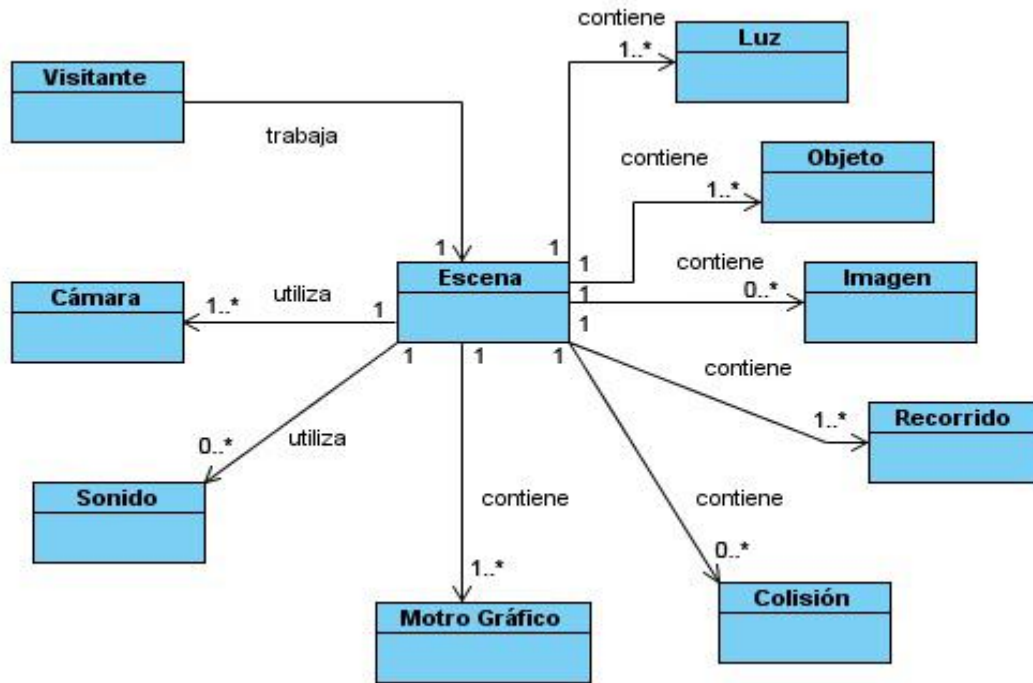 contiene
Luz
1..*
Visitante
trabaja
contiene
Objeto
1..*
1
1
1
contiene
Escena
Imagen
Cámara
utiliza
1..*
1
1
0..*
1
1
1
1
contiene
Recorrido
1..*
utiliza
0..*
Sonido
contiene
contiene
0..*
1..*
Colisión
Motro Gráfico